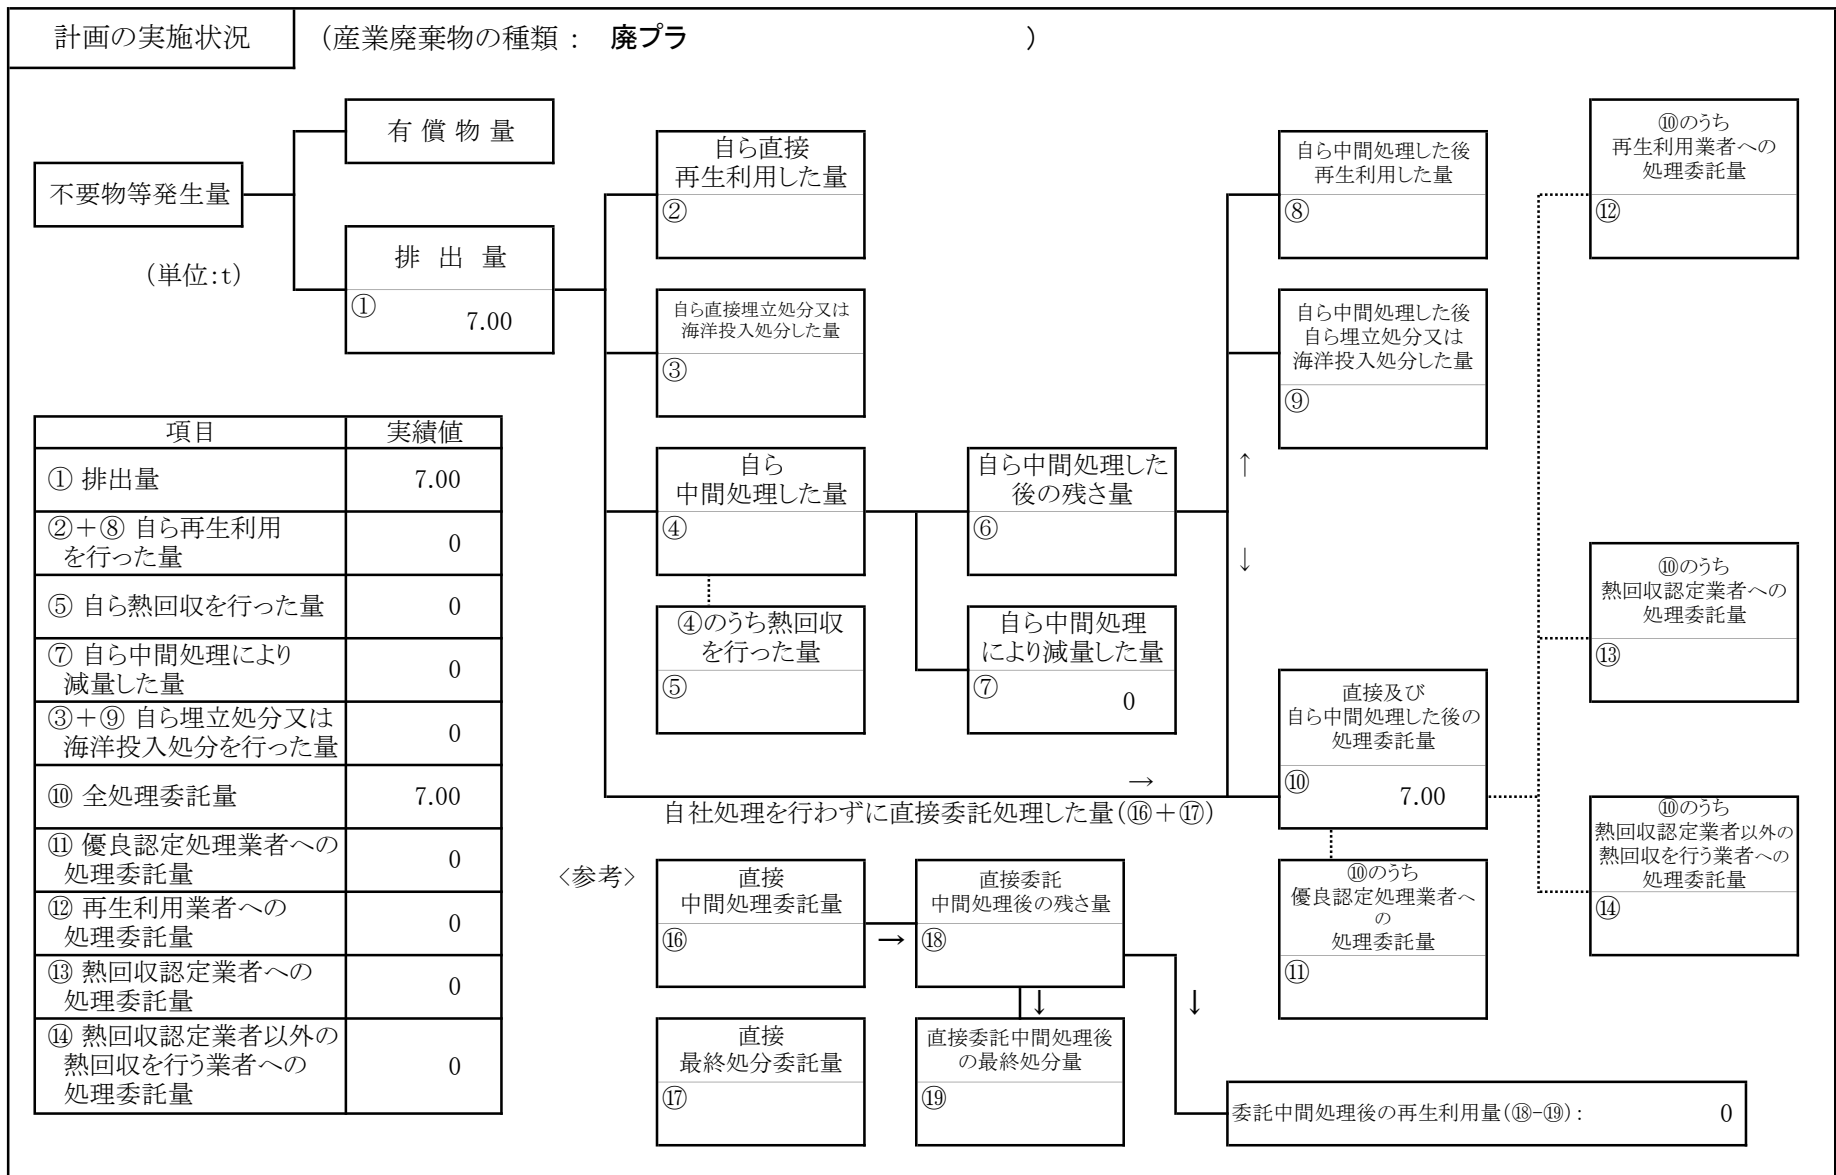 計画の実施状況
（産業廃棄物の種類： 廃プラ ）
不要物等発生量
（単位:t）
有 償 物 量
排 出 量
①
7.00
自ら直接
再生利用した量
②
自ら直接埋立処分又は
海洋投入処分した量
③
自ら
中間処理した量
④
④のうち熱回収
を行った量
⑤
自ら中間処理した
後の残さ量
⑥
自ら中間処理
により減量した量
⑦
0
自ら中間処理した後
再生利用した量
⑧
自ら中間処理した後
自ら埋立処分又は
海洋投入処分した量
⑨
↑
↓
直接及び
自ら中間処理した後の
処理委託量
⑩
7.00
→
自社処理を行わずに直接委託処理した量（⑯＋⑰）
⑩のうち
優良認定処理業者へ
の
処理委託量
⑪
⑩のうち
再生利用業者への
処理委託量
⑫
⑩のうち
熱回収認定業者への
処理委託量
⑬
⑩のうち
熱回収認定業者以外の
熱回収を行う業者への
処理委託量
⑭
項目 実績値
① 排出量 7.00
②＋⑧ 自ら再生利用
を行った量 0
⑤ 自ら熱回収を行った量 0
⑦ 自ら中間処理により
減量した量 0
③＋⑨ 自ら埋立処分又は
海洋投入処分を行った量 0
⑩ 全処理委託量 7.00
⑪ 優良認定処理業者への
処理委託量 0
⑫ 再生利用業者への
処理委託量 0
⑬ 熱回収認定業者への
処理委託量 0
⑭ 熱回収認定業者以外の
熱回収を行う業者への
処理委託量 0
〈参考〉
直接
中間処理委託量
⑯
→
直接委託
中間処理後の残さ量
⑱
↓
↓
直接
最終処分委託量
⑰
直接委託中間処理後
の最終処分量
⑲
委託中間処理後の再生利用量（⑱−⑲）： 0